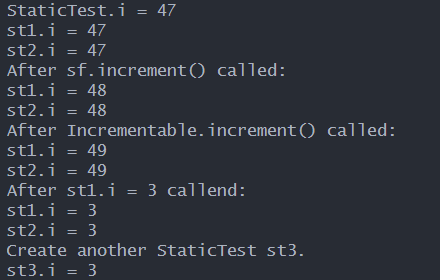 StaticTest.i = 47
st1.i = 47
st2.i = 47
After sf.increment() called:
st1.i = 48
st2.i = 48
After Incrementable.increment() called:
st1.i = 49
st2.i = 49
After st1.i = 3 callend:
st1.i = 3
st2.i = 3
Create another StaticTest st3.
st3.i = 3